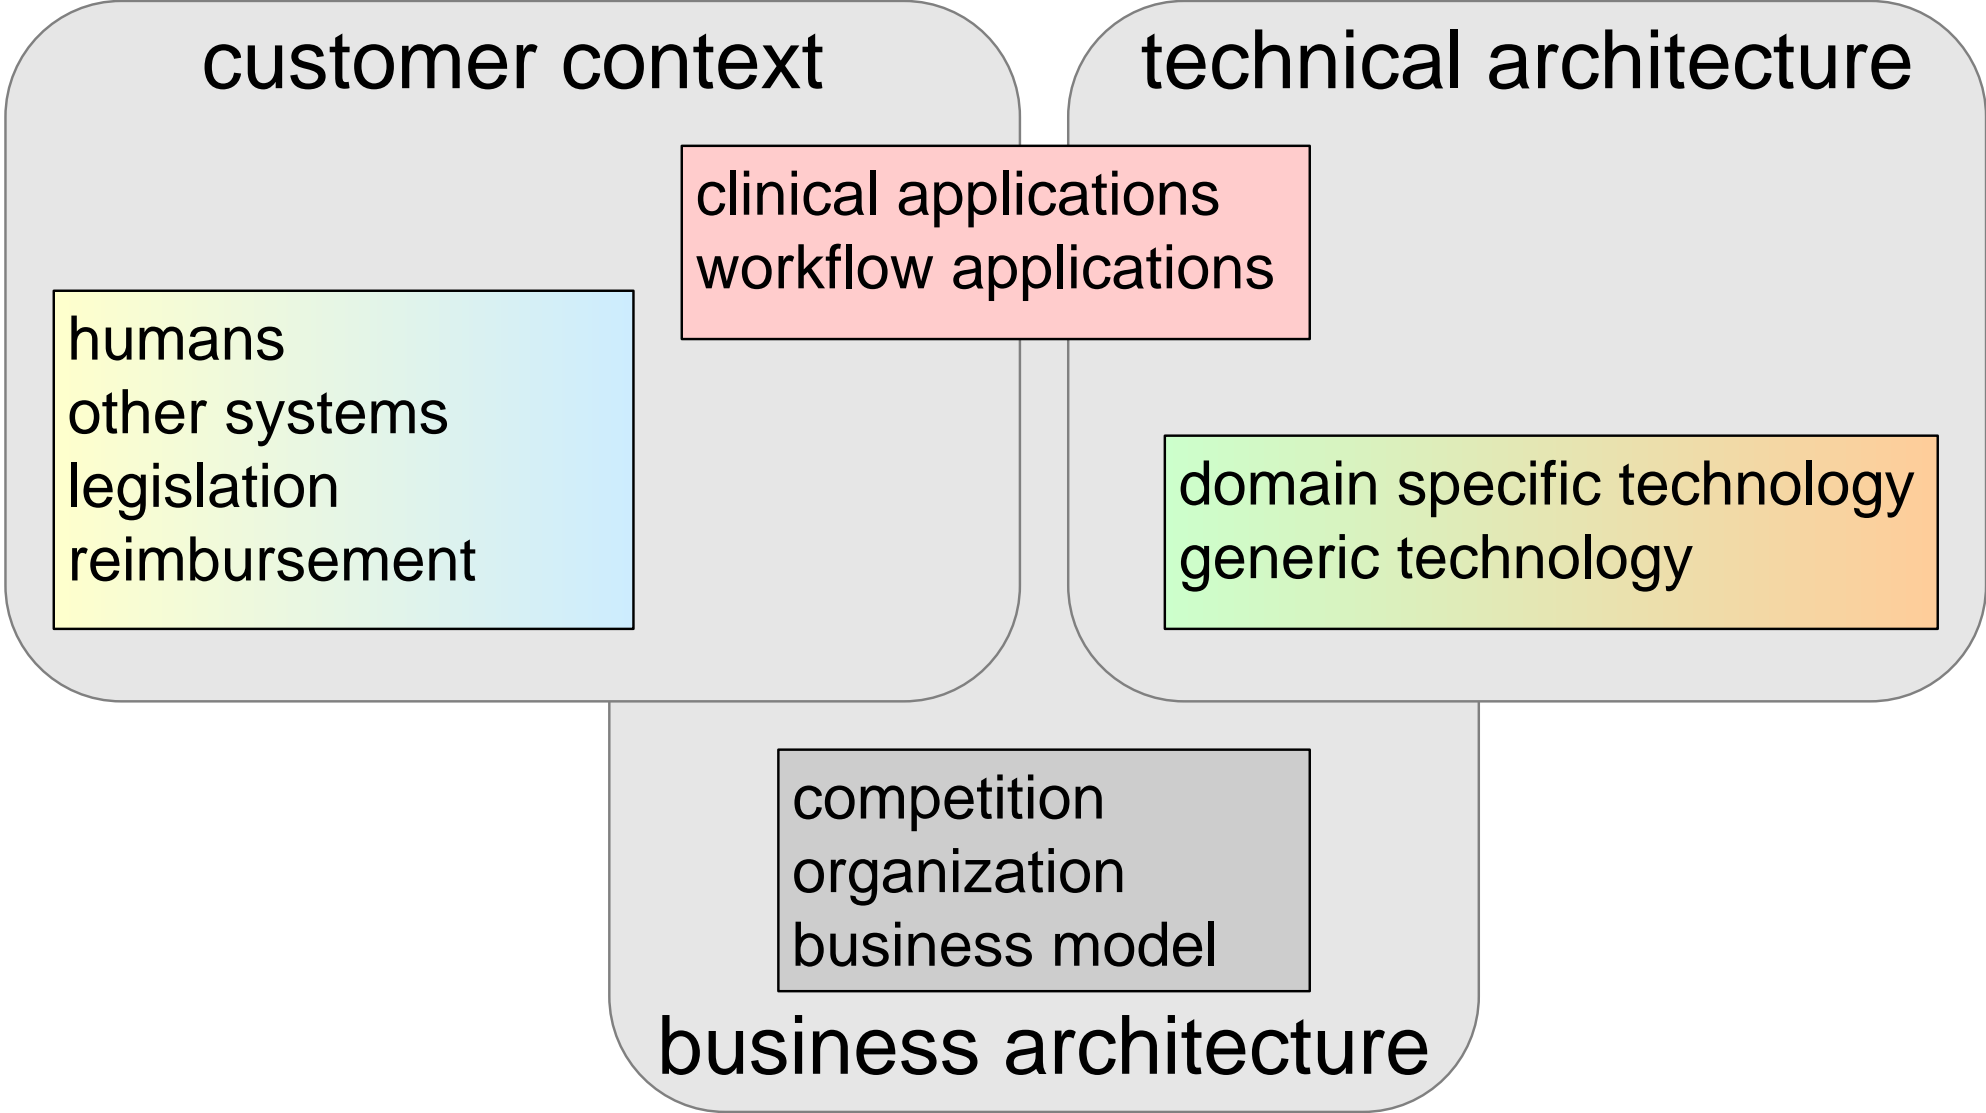 customer context
technical architecture
clinical applications
workflow applications
humans
other systems
legislation
reimbursement
domain specific technology
generic technology
competition
organization
business model
business architecture